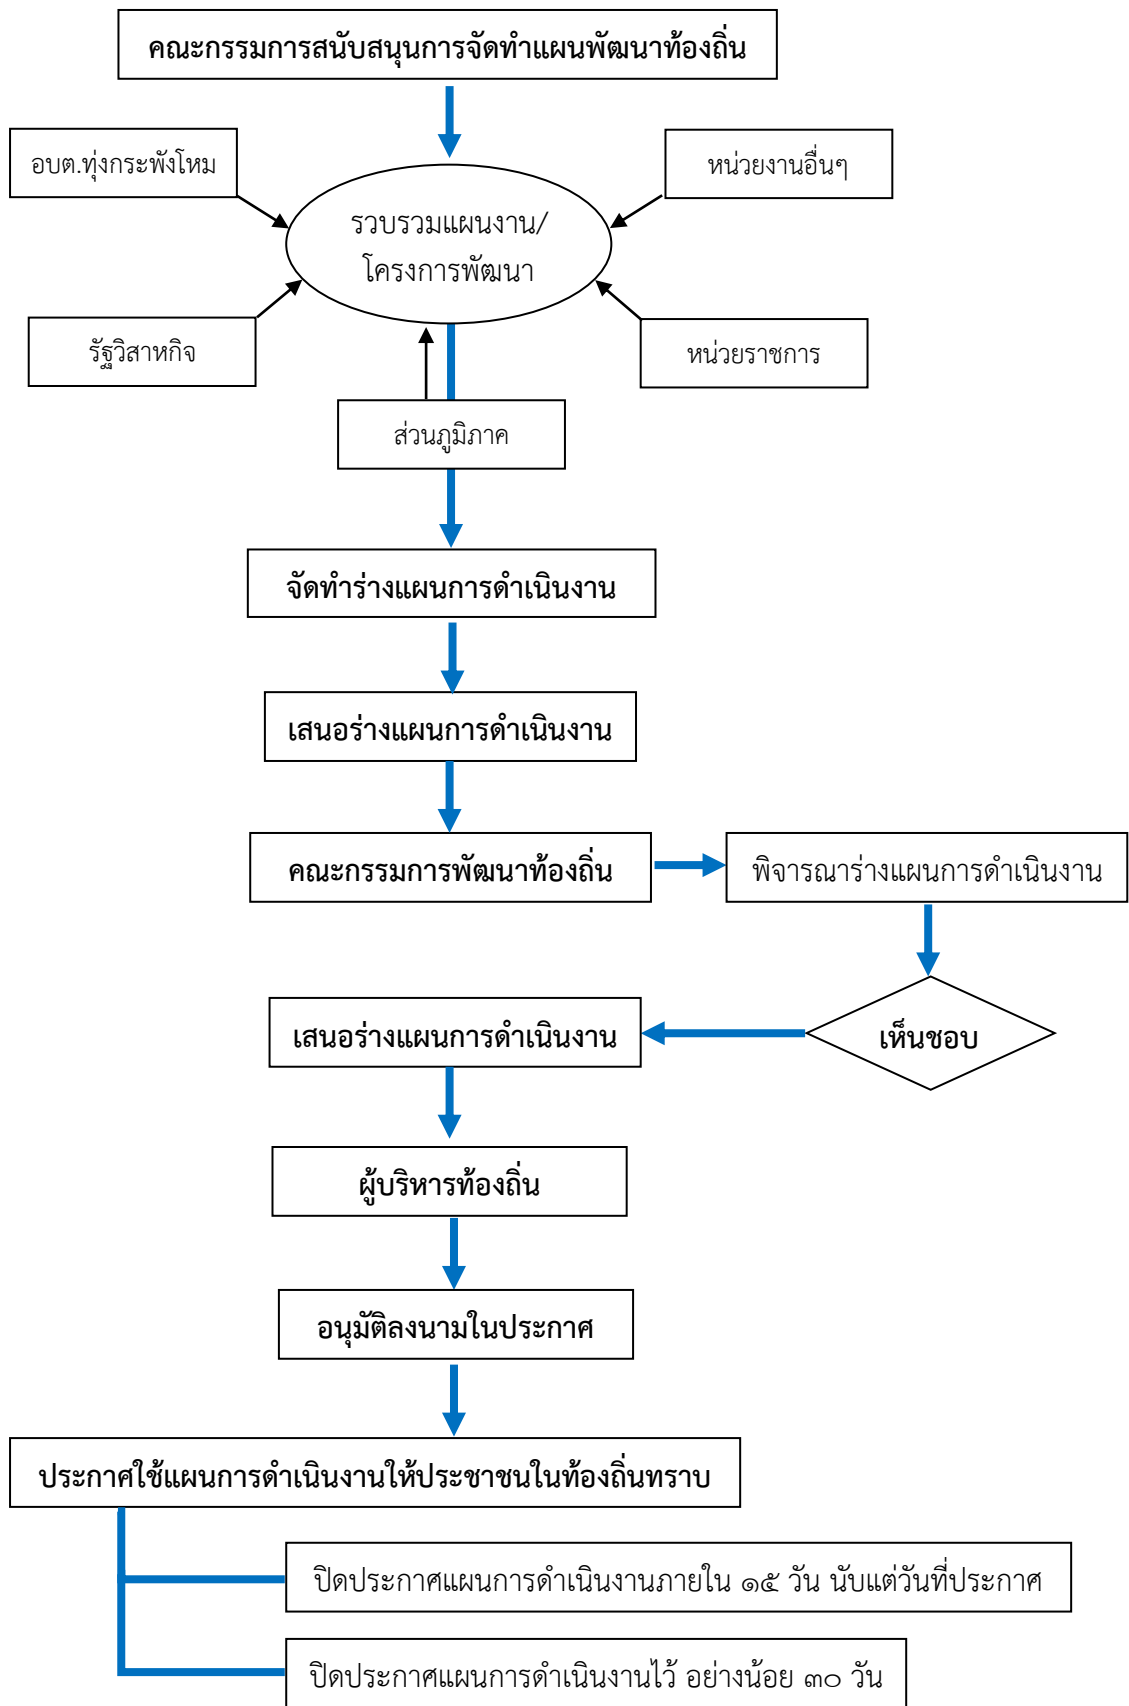 คณะกรรมการสนับสนุนการจัดทำแผนพัฒนาท้องถิ่น
อบต.ทุ่งกระพังโหม
หน่วยงานอื่นๆ
รวบรวมแผนงาน/
โครงการพัฒนา
รัฐวิสาหกิจ
หน่วยราชการ
ส่วนภูมิภาค
จัดทำร่างแผนการดำเนินงาน
เสนอร่างแผนการดำเนินงาน
คณะกรรมการพัฒนาท้องถิ่น
พิจารณาร่างแผนการดำเนินงาน
เสนอร่างแผนการดำเนินงาน
เห็นชอบ
ผู้บริหารท้องถิ่น
อนุมัติลงนามในประกาศ
ประกาศใช้แผนการดำเนินงานให้ประชาชนในท้องถิ่นทราบ
ปิดประกาศแผนการดำเนินงานภายใน ๑๕ วัน นับแต่วันที่ประกาศ
ปิดประกาศแผนการดำเนินงานไว้ อย่างน้อย ๓๐ วัน